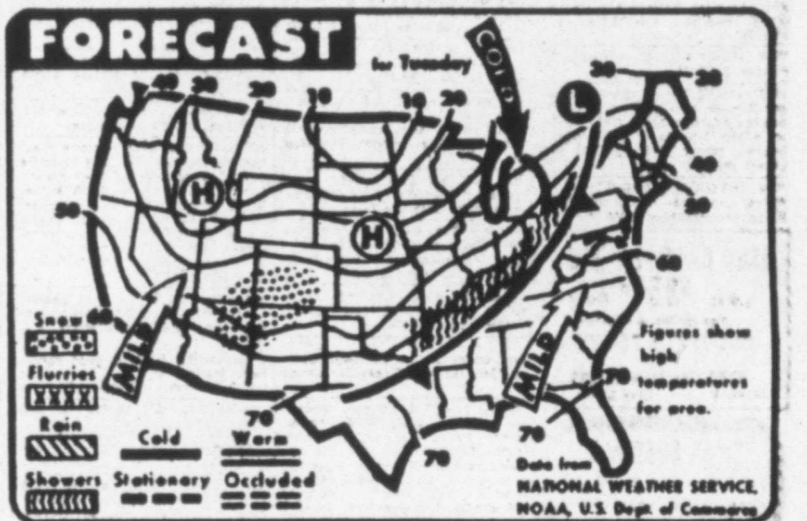 FORECAST
for Tuesday
COLD
40 30 20 10 10 20 30 20
L
H
H
40
50
50
60
60
MILD
MILD
70
70
70
70
Snow
Flurries
Rain
Showers
Cold Warm
Stationary Occluded
Figures show
high
temperatures
for area.
Data from
NATIONAL WEATHER SERVICE,
NOAA, U.S. Dept. of Commerce